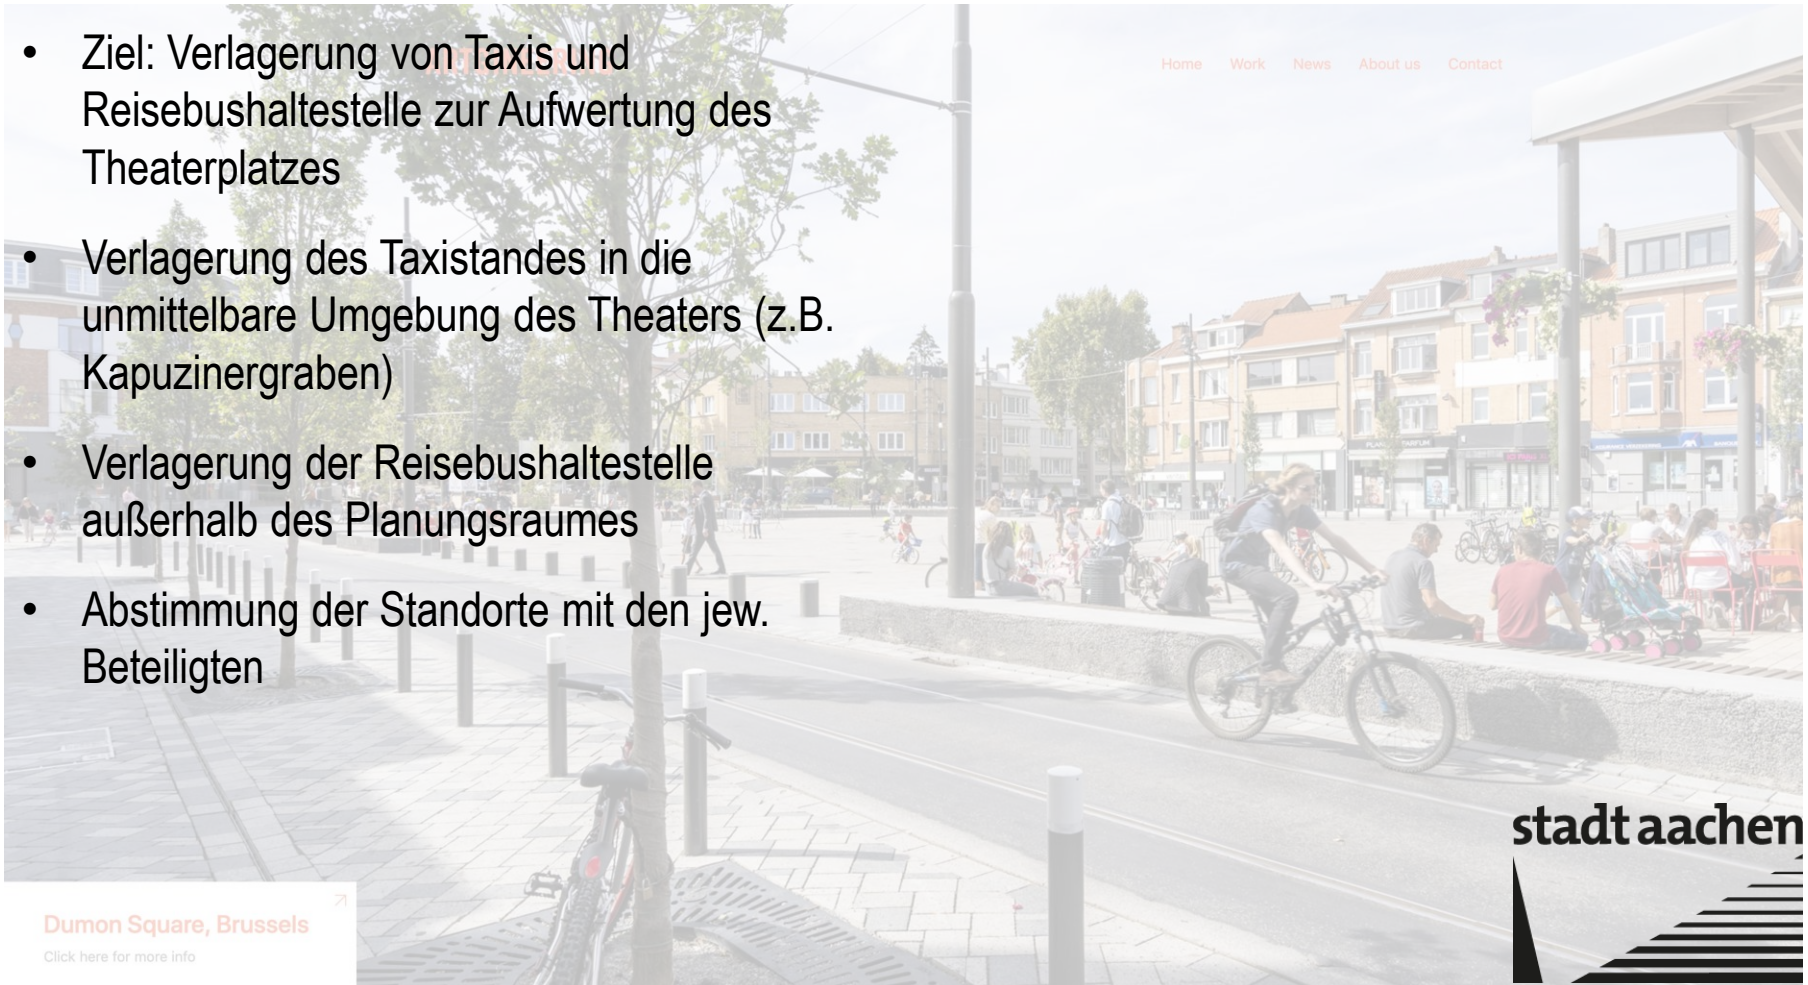 • Ziel: Verlagerung von Taxis und
Reisebushaltestelle zur Aufwertung des
Theaterplatzes
• Verlagerung des Taxistandes in die
unmittelbare Umgebung des Theaters (z.B.
Kapuzinergraben)
• Verlagerung der Reisebushaltestelle
außerhalb des Planungsraumes
• Abstimmung der Standorte mit den jew.
Beteiligten
Home Work News About us Contact
AXA
stadt aachen
Dumon Square, Brussels
Click here for more info